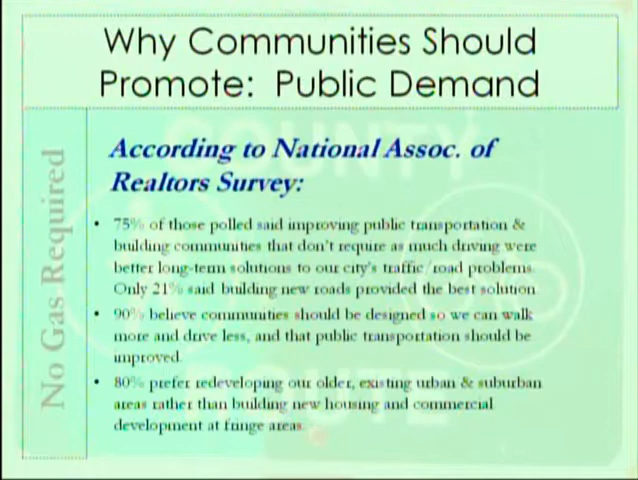 Why Communities Should
Promote: Public Demand
No Gas Required
According to National Assoc. of
Realtors Survey:
• 75% of those polled said improving public transportation &
building communities that don't require as much driving were
better long-term solutions to our city's traffic/road problems.
Only 21% said building new roads provided the best solution
• 90% believe communities should be designed so we can walk
more and drive less, and that public transportation should be
improved.
• 80% prefer redeveloping our older, existing urban & suburban
areas rather than building new housing and commercial
development at fringe areas.
COUNTY
ROUTE